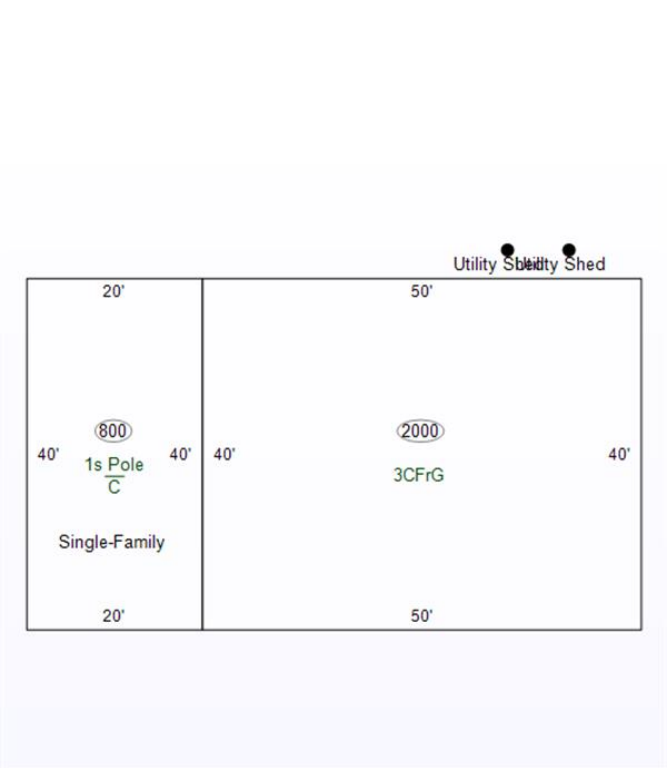 Utility Shed Utility Shed
20' 50'
800 2000
40' 40' 40' 40'
1s Pole
C
3CFrG
Single-Family
20' 50'